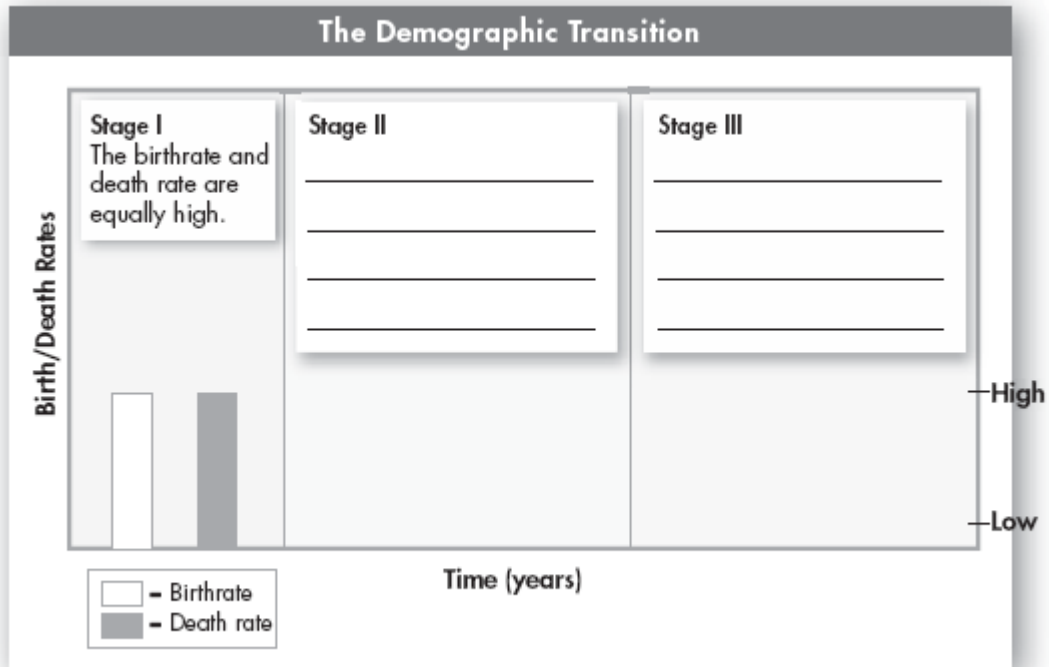 The Demographic Transition
Stage I
The birthrate and
death rate are
equally high.
Stage II
Stage III
Birth/Death Rates
High
Low
Time (years)
= Birthrate
= Death rate